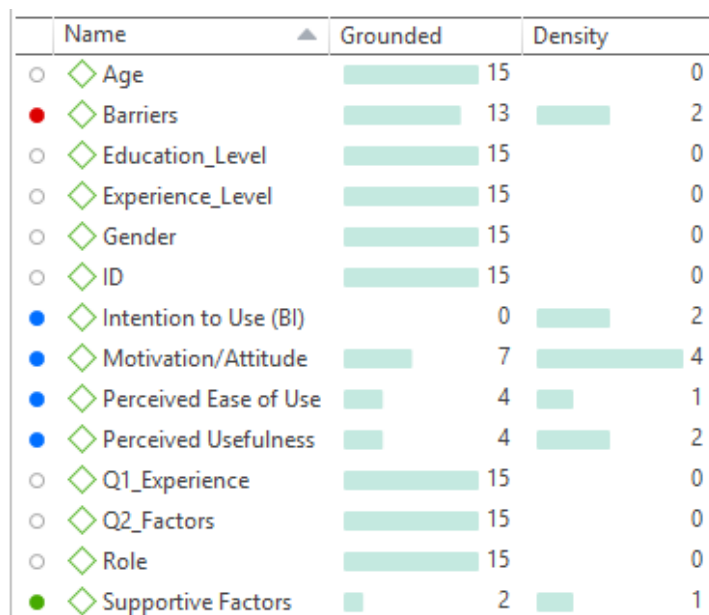 Name Grounded Density
Age 15 0
Barriers 13 2
Education_Level 15 0
Experience_Level 15 0
Gender 15 0
ID 15 0
Intention to Use (BI) 0 2
Motivation/Attitude 7 4
Perceived Ease of Use 4 1
Perceived Usefulness 4 2
Q1_Experience 15 0
Q2_Factors 15 0
Role 15 0
Supportive Factors 2 1